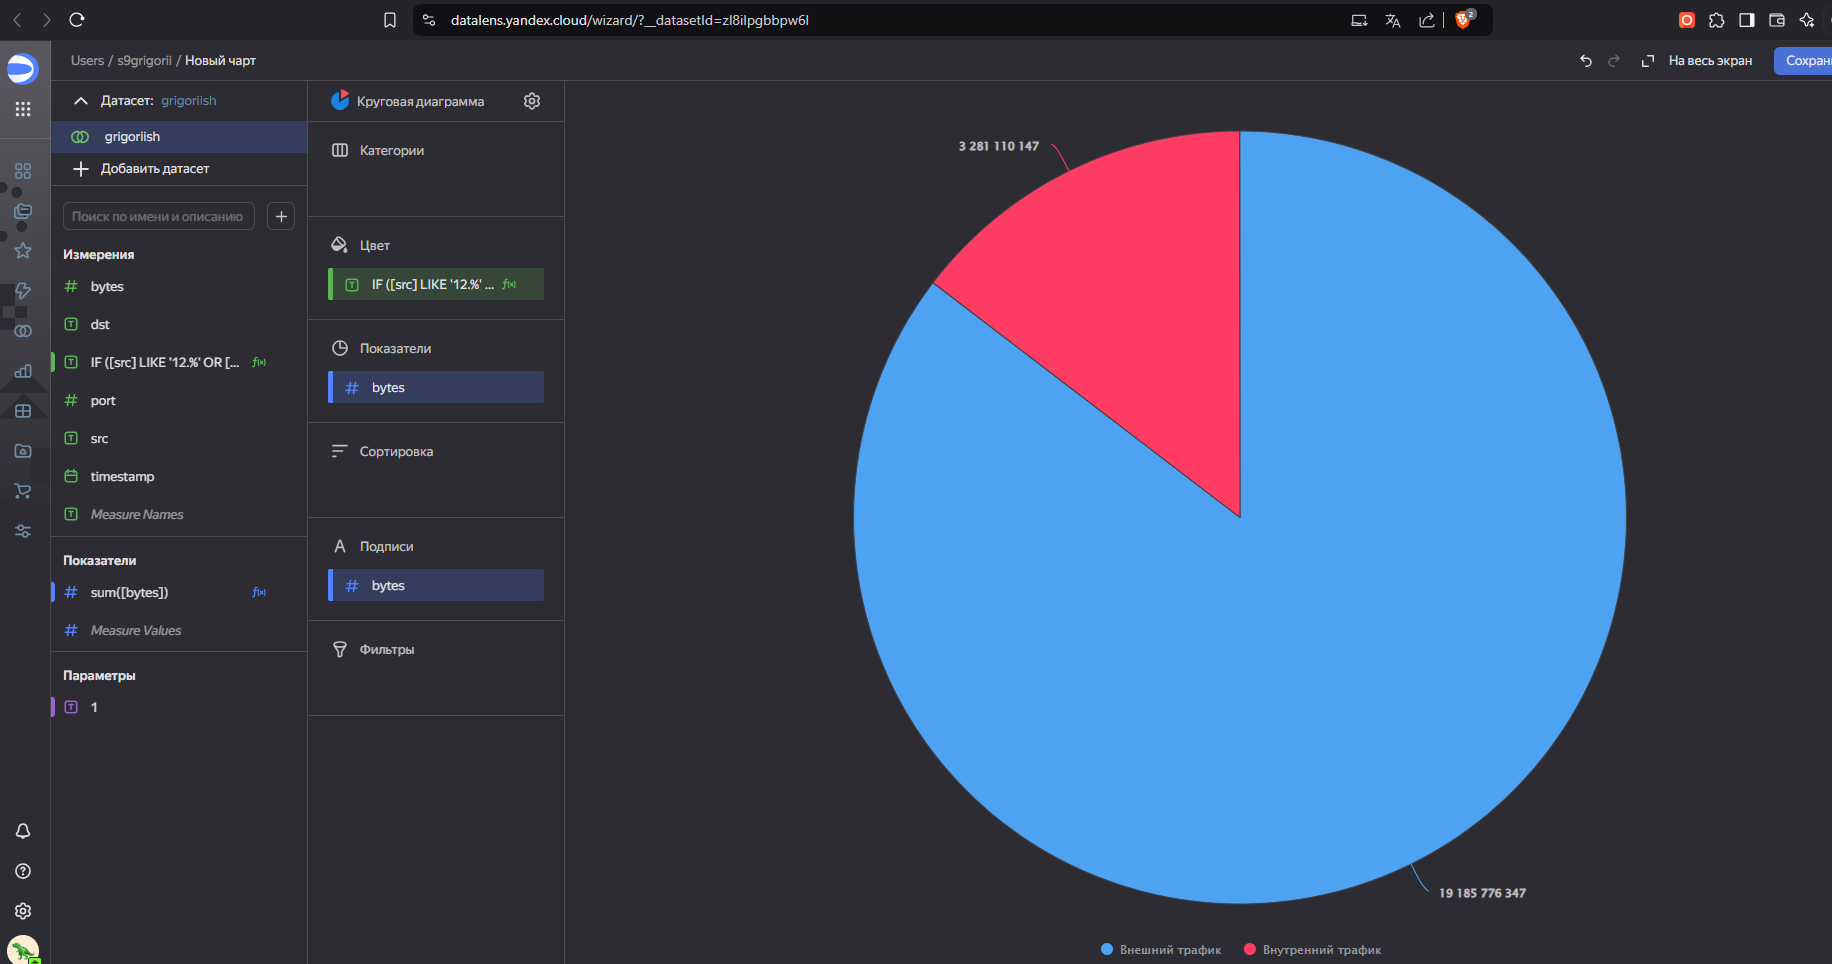 datalens.yandex.cloud/wizard/?__datasetId=zl8ilpgbbpw6l
2
Users / s9grigorii / Новый чарт
На весь экран
Сохрани
Датасет: grigoriish
grigoriish
Добавить датасет
Поиск по имени и описанию
Измерения
bytes
dst
IF ([src] LIKE '12.%' OR [...
port
src
timestamp
Measure Names
Показатели
sum([bytes])
Measure Values
Параметры
1
Круговая диаграмма
Категории
Цвет
IF ([src] LIKE '12.%' ...
Показатели
bytes
Сортировка
Подписи
bytes
Фильтры
3 281 110 147
19 185 776 347
Внешний трафик
Внутренний трафик